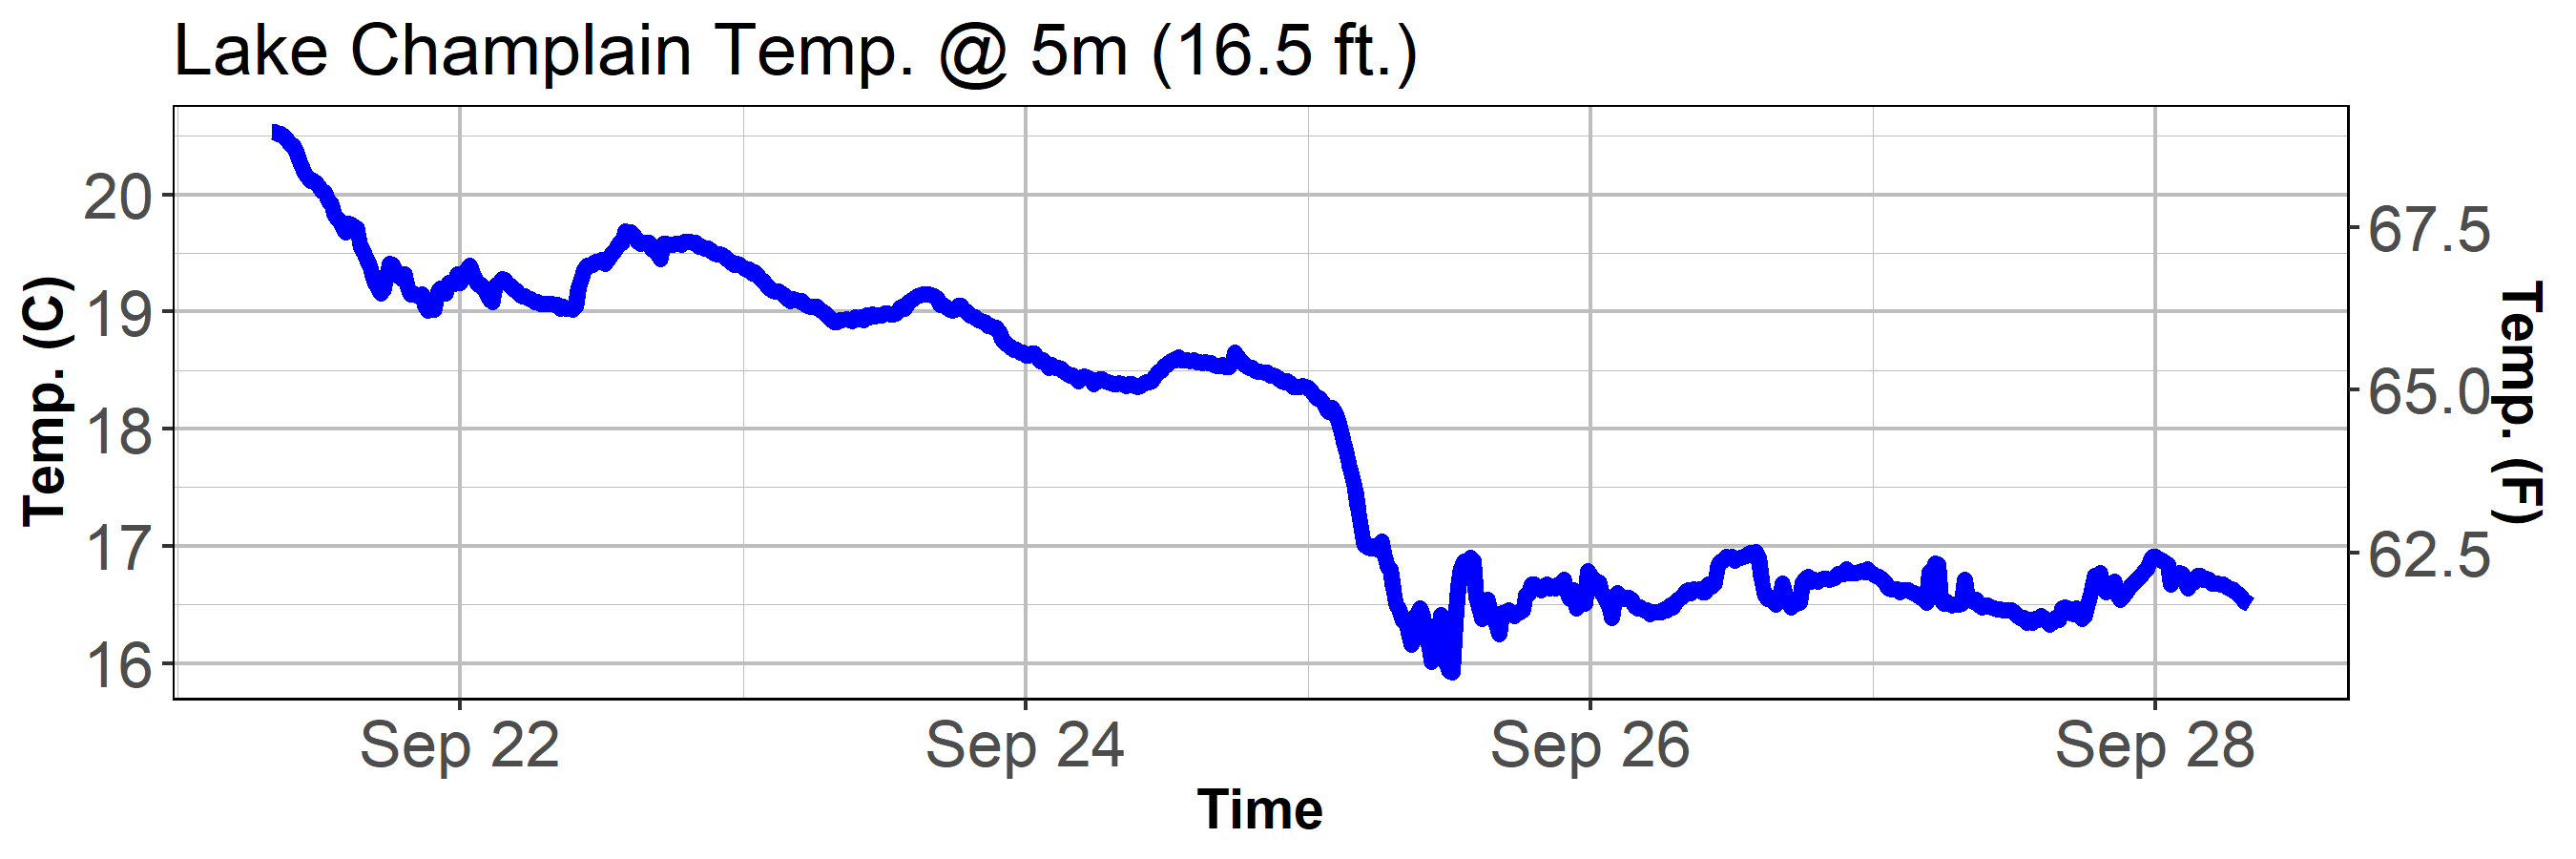 Lake Champlain Temp. @ 5m (16.5 ft.)
Temp. (C)
20
19
18
17
16
67.5
65.0
62.5
Temp. (F)
Sep 22 Sep 24 Sep 26 Sep 28
Time